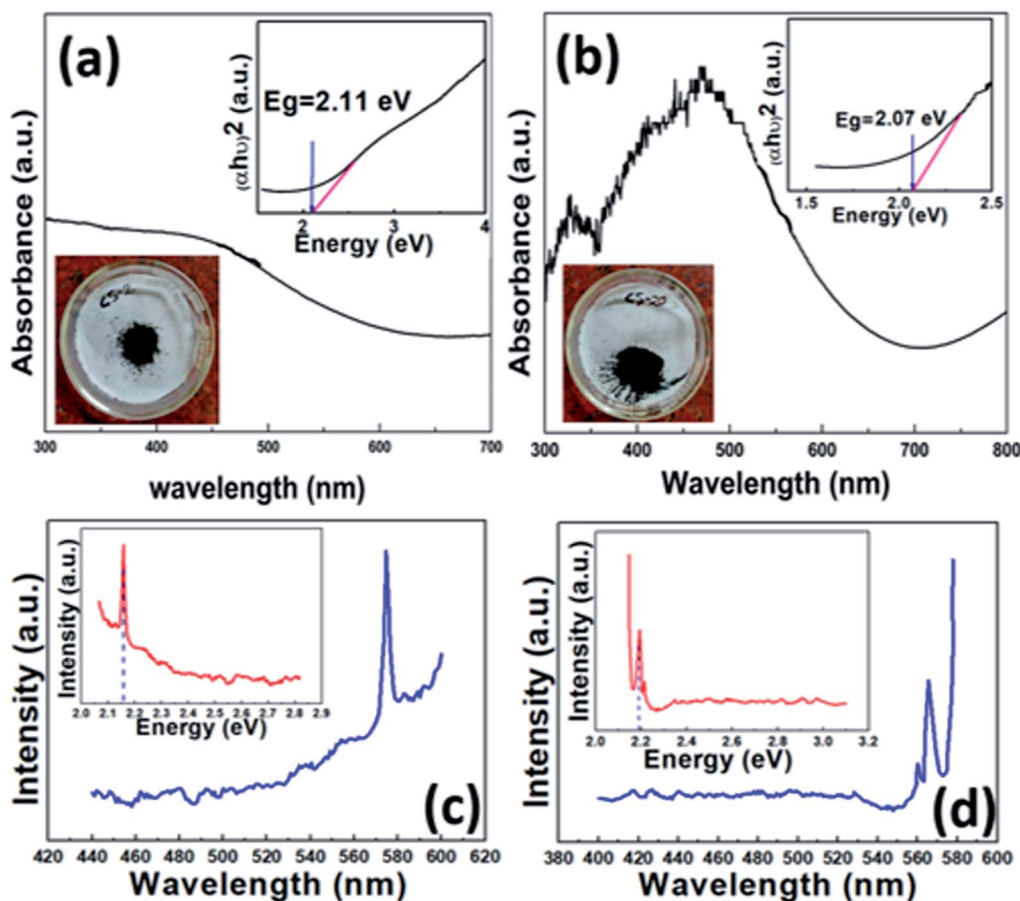 (a)
Absorbance (a.u.)
(αhυ)2 (a.u.)
Eg=2.11 eV
2 3 4
Energy (eV)
CS-2
300 400 500 600 700
wavelength (nm)
(b)
Absorbance (a.u.)
(αhυ)2 (a.u.)
Eg=2.07 eV
1.5 2.0 2.5
Energy (eV)
300 400 500 600 700 800
Wavelength (nm)
Intensity (a.u.)
Intensity (a.u.)
2.0 2.1 2.2 2.3 2.4 2.5 2.6 2.7 2.8 2.9
Energy (eV)
(c)
420 440 460 480 500 520 540 560 580 600 620
Wavelength (nm)
Intensity (a.u.)
Intensity (a.u.)
2.0 2.2 2.4 2.6 2.8 3.0 3.2
Energy (eV)
(d)
380 400 420 440 460 480 500 520 540 560 580 600
Wavelength (nm)